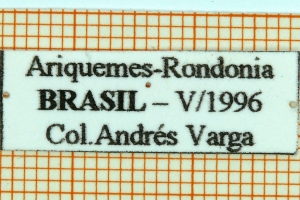 Ariquemes-Rondonia
BRASIL – V/1996
Col.Andrés Varga